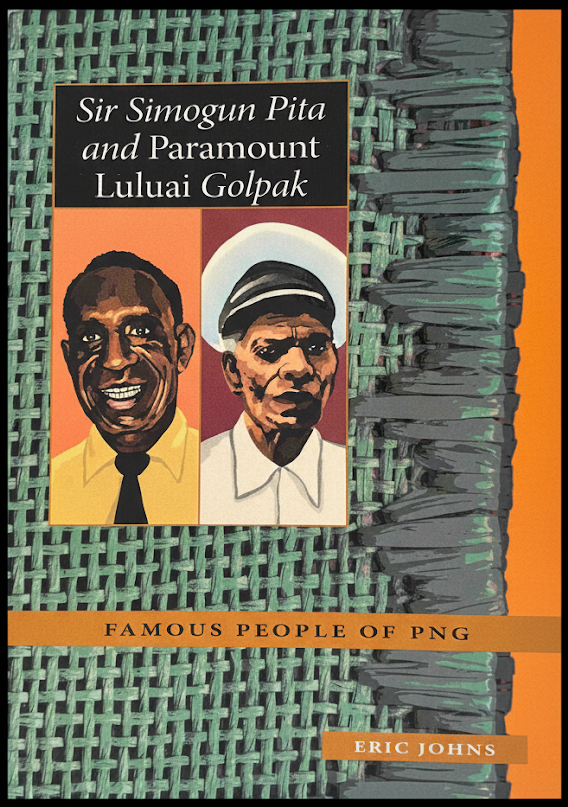 Sir Simogun Pita
and Paramount
Luluai Golpak
FAMOUS PEOPLE OF PNG
ERIC JOHNS